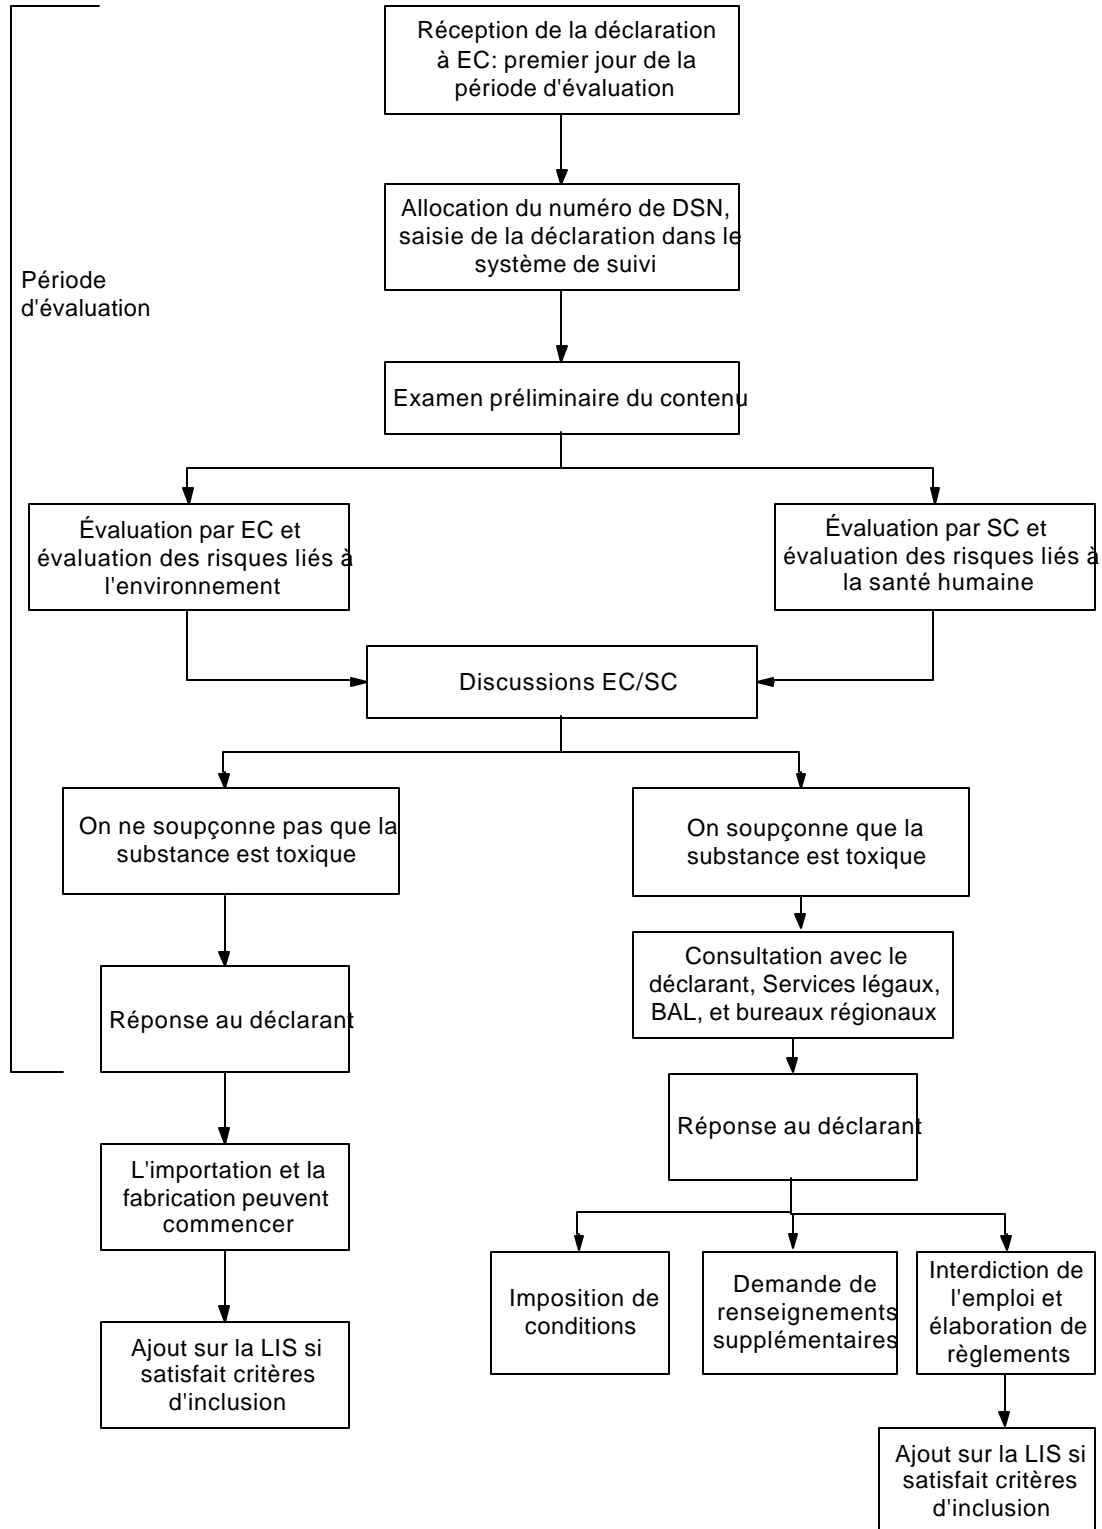 Réception de la déclaration
à EC: premier jour de la
période d'évaluation
Allocation du numéro de DSN,
saisie de la déclaration dans le
système de suivi
Période
d'évaluation
Examen préliminaire du contenu
Évaluation par EC et
évaluation des risques liés à
l'environnement
Évaluation par SC et
évaluation des risques liés à
la santé humaine
Discussions EC/SC
On ne soupçonne pas que la
substance est toxique
On soupçonne que la
substance est toxique
Consultation avec le
déclarant, Services légaux,
BAL, et bureaux régionaux
Réponse au déclarant
Réponse au déclarant
L'importation et la
fabrication peuvent
commencer
Imposition de
conditions
Demande de
renseignements
supplémentaires
Interdiction de
l'emploi et
élaboration de
règlements
Ajout sur la LIS si
satisfait critères
d'inclusion
Ajout sur la LIS si
satisfait critères
d'inclusion